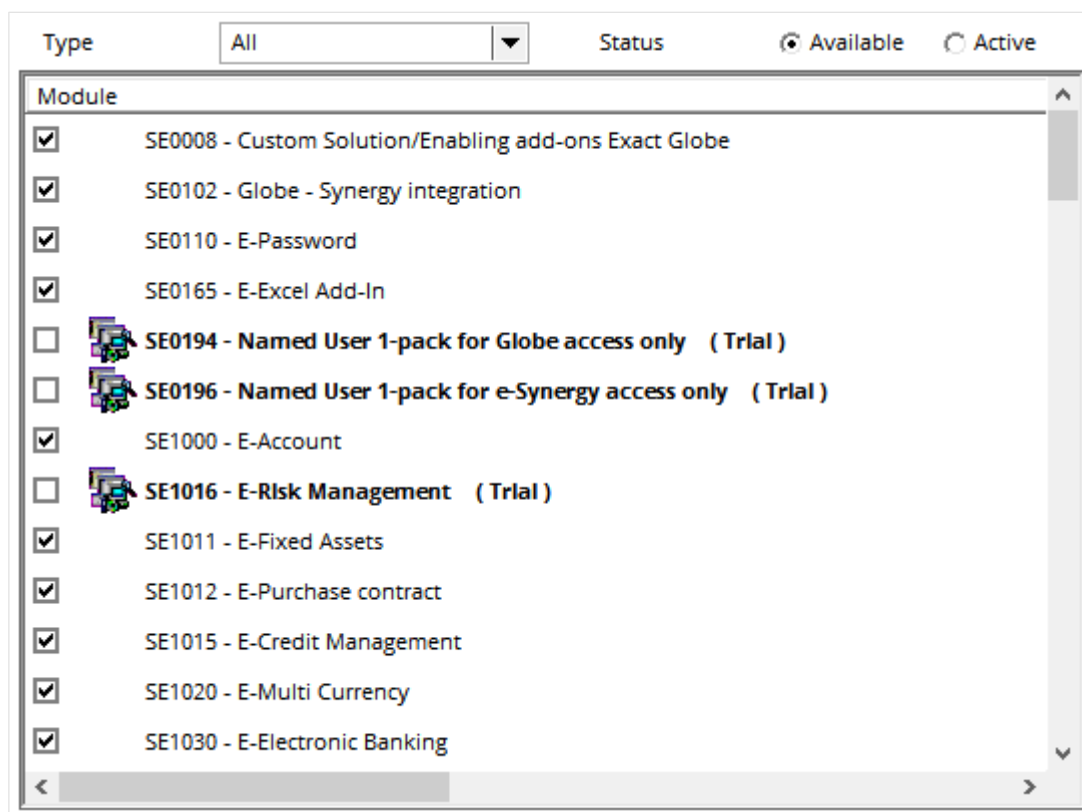 Type All Status Available Active
Module
SE0008 - Custom Solution/Enabling add-ons Exact Globe
SE0102 - Globe - Synergy integration
SE0110 - E-Password
SE0165 - E-Excel Add-In
SE0194 - Named User 1-pack for Globe access only ( Trial )
SE0196 - Named User 1-pack for e-Synergy access only ( Trial )
SE1000 - E-Account
SE1016 - E-Risk Management ( Trial )
SE1011 - E-Fixed Assets
SE1012 - E-Purchase contract
SE1015 - E-Credit Management
SE1020 - E-Multi Currency
SE1030 - E-Electronic Banking